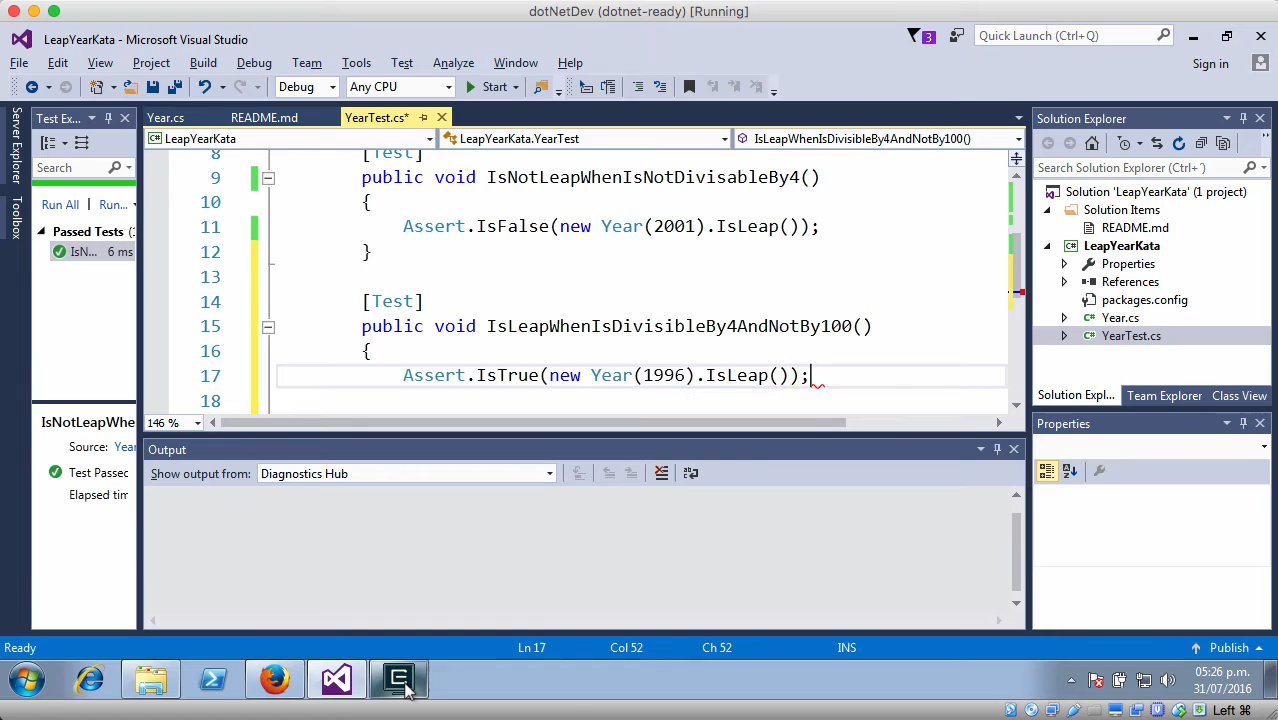 dotNetDev (dotnet-ready) [Running]
LeapYearKata - Microsoft Visual Studio
3
Quick Launch (Ctrl+Q)
File Edit View Project Build Debug Team Tools Test Analyze Window Help
Sign in
Debug Any CPU Start
Server Explorer
Toolbox
Test Ex...
Search
Run All | Run...
Passed Tests
IsN... 6 ms
IsNotLeapWhen
Source: Year
Test Passec
Elapsed tim
Year.cs README.md YearTest.cs*
LeapYearKata LeapYearKata.YearTest IsLeapWhenIsDivisibleBy4AndNotBy100()
8 [Test]
9 public void IsNotLeapWhenIsNotDivisableBy4()
10 {
11 Assert.IsFalse(new Year(2001).IsLeap());
12 }
13
14 [Test]
15 public void IsLeapWhenIsDivisibleBy4AndNotBy100()
16 {
17 Assert.IsTrue(new Year(1996).IsLeap());
18
146 %
Output
Show output from: Diagnostics Hub
Solution Explorer
Search Solution Explorer (Ctrl+')
Solution 'LeapYearKata' (1 project)
Solution Items
README.md
LeapYearKata
Properties
References
packages.config
Year.cs
YearTest.cs
Solution Expl... Team Explorer Class View
Properties
Ready Ln 17 Col 52 Ch 52 INS Publish
05:26 p.m.
31/07/2016
Left ⌘